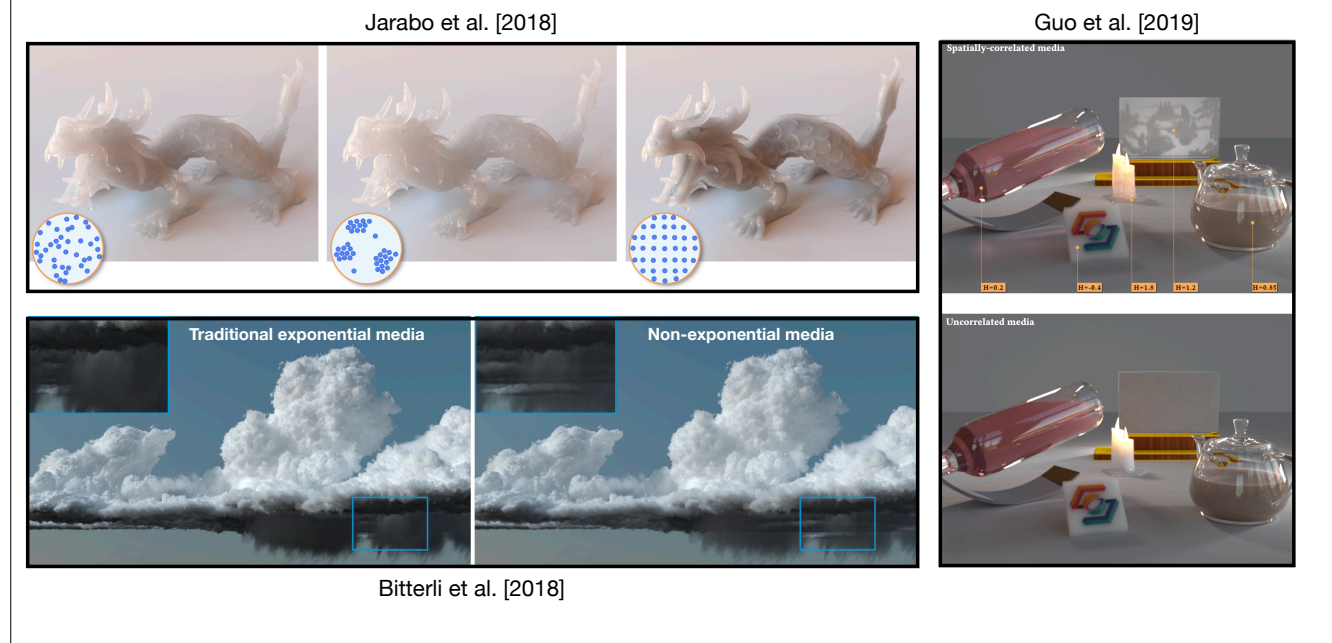 Jarabo et al. [2018]
Guo et al. [2019]
Spatially-correlated media
H=0.2
H=-0.4
H=1.8
H=1.2
H=0.85
Traditional exponential media
Non-exponential media
Uncorrelated media
Bitterli et al. [2018]